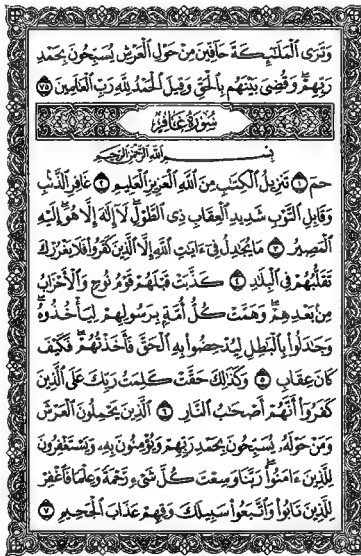 وَتَرَى الْمَلَٰٓئِكَةَ حَآفِّينَ مِنْ حَوْلِ الْعَرْشِ يُسَبِّحُونَ بِحَمْدِ
رَبِّهِمْ وَقُضِىَ بَيْنَهُم بِالْحَقِّ وَقِيلَ الْحَمْدُ لِلَّهِ رَبِّ الْعَٰلَمِينَ ٧٥
سُورَةُ غَافِر
بِسْمِ اللَّهِ الرَّحْمَٰنِ الرَّحِيمِ
حمٓ ١ تَنزِيلُ الْكِتَٰبِ مِنَ اللَّهِ الْعَزِيزِ الْعَلِيمِ ٢ غَافِرِ الذَّنۢبِ
وَقَابِلِ التَّوْبِ شَدِيدِ الْعِقَابِ ذِى الطَّوْلِ لَآ إِلَٰهَ إِلَّا هُوَ إِلَيْهِ
الْمَصِيرُ ٣ مَا يُجَٰدِلُ فِىٓ ءَايَٰتِ اللَّهِ إِلَّا الَّذِينَ كَفَرُوا۟ فَلَا يَغْرُرْكَ
تَقَلُّبُهُمْ فِى الْبِلَٰدِ ٤ كَذَّبَتْ قَبْلَهُمْ قَوْمُ نُوحٍ وَالْأَحْزَابُ
مِنۢ بَعْدِهِمْ وَهَمَّتْ كُلُّ أُمَّةٍۭ بِرَسُولِهِمْ لِيَأْخُذُوهُ
وَجَٰدَلُوا۟ بِالْبَٰطِلِ لِيُدْحِضُوا۟ بِهِ الْحَقَّ فَأَخَذْتُهُمْ فَكَيْفَ
كَانَ عِقَابِ ٥ وَكَذَٰلِكَ حَقَّتْ كَلِمَتُ رَبِّكَ عَلَى الَّذِينَ
كَفَرُوٓا۟ أَنَّهُمْ أَصْحَٰبُ النَّارِ ٦ الَّذِينَ يَحْمِلُونَ الْعَرْشَ
وَمَنْ حَوْلَهُۥ يُسَبِّحُونَ بِحَمْدِ رَبِّهِمْ وَيُؤْمِنُونَ بِهِۦ وَيَسْتَغْفِرُونَ
لِلَّذِينَ ءَامَنُوا۟ رَبَّنَا وَسِعْتَ كُلَّ شَىْءٍ رَّحْمَةً وَعِلْمًا فَاغْفِرْ
لِلَّذِينَ تَابُوا۟ وَاتَّبَعُوا۟ سَبِيلَكَ وَقِهِمْ عَذَابَ الْجَحِيمِ ٧